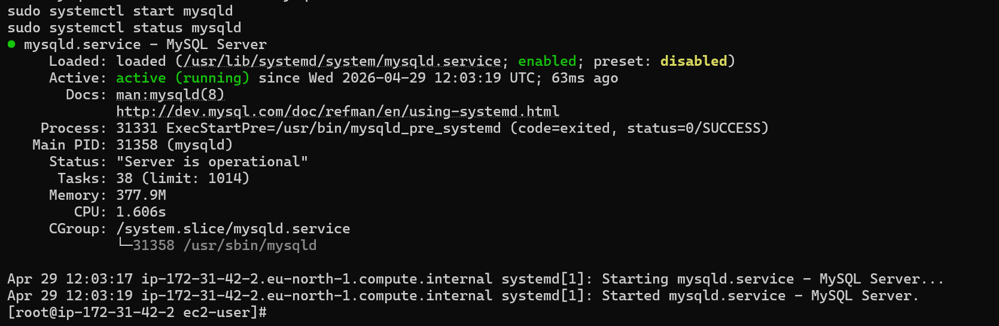 sudo systemctl start mysqld
sudo systemctl status mysqld
● mysqld.service - MySQL Server
     Loaded: loaded (/usr/lib/systemd/system/mysqld.service; enabled; preset: disabled)
     Active: active (running) since Wed 2026-04-29 12:03:19 UTC; 63ms ago
       Docs: man:mysqld(8)
             http://dev.mysql.com/doc/refman/en/using-systemd.html
    Process: 31331 ExecStartPre=/usr/bin/mysqld_pre_systemd (code=exited, status=0/SUCCESS)
   Main PID: 31358 (mysqld)
     Status: "Server is operational"
      Tasks: 38 (limit: 1014)
     Memory: 377.9M
        CPU: 1.606s
     CGroup: /system.slice/mysqld.service
             └─31358 /usr/sbin/mysqld

Apr 29 12:03:17 ip-172-31-42-2.eu-north-1.compute.internal systemd[1]: Starting mysqld.service - MySQL Server...
Apr 29 12:03:19 ip-172-31-42-2.eu-north-1.compute.internal systemd[1]: Started mysqld.service - MySQL Server.
[root@ip-172-31-42-2 ec2-user]#